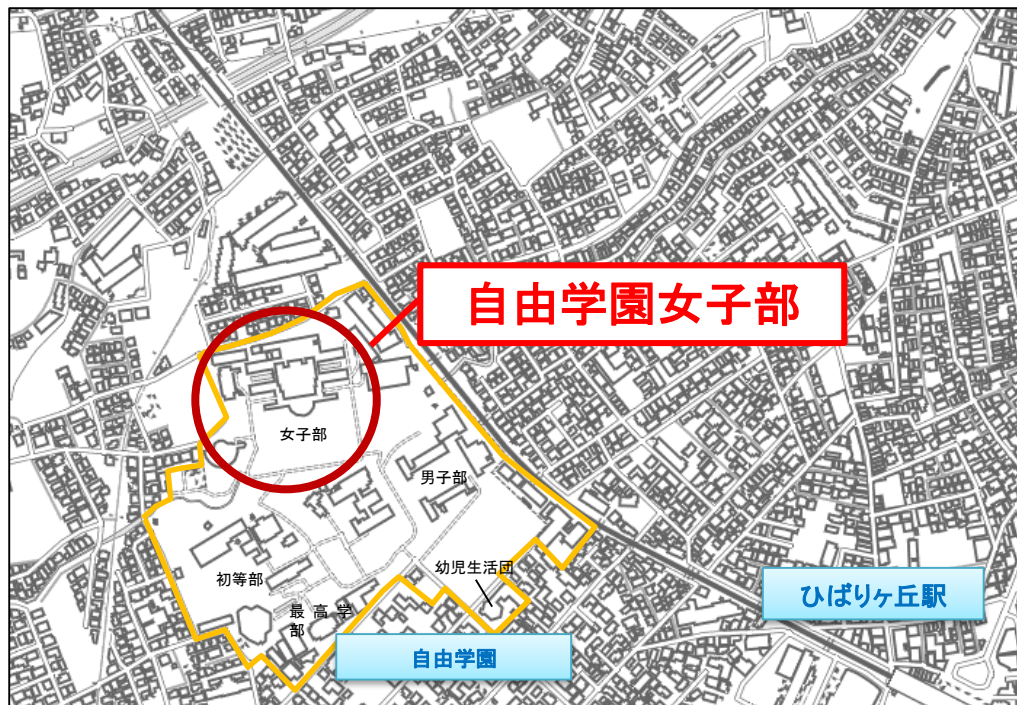 自由学園女子部
女子部
男子部
幼児生活団
初等部
最 高 学
部
ひばりヶ丘駅
自由学園